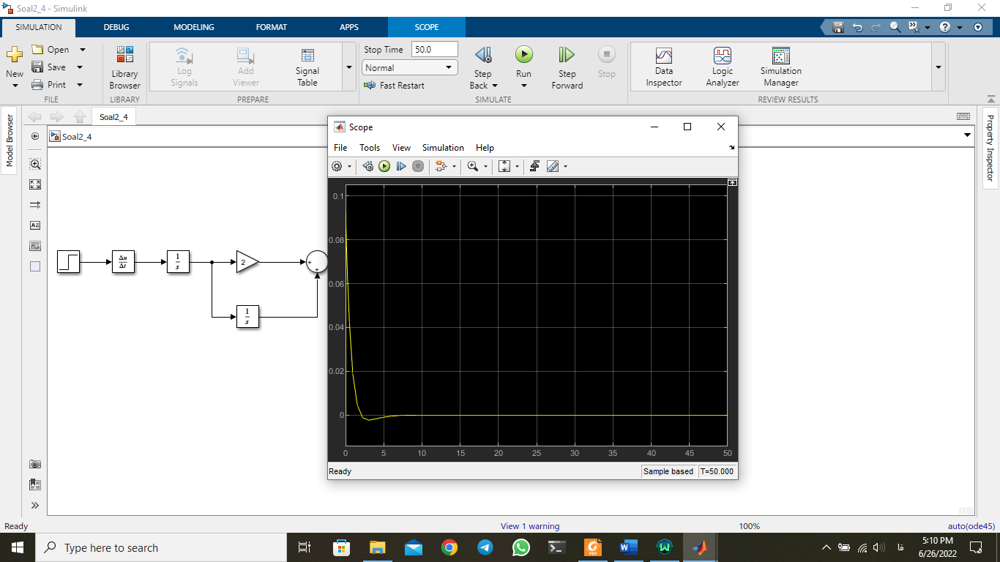 Soal2_4 - Simulink
SIMULATION DEBUG MODELING FORMAT APPS SCOPE
New
Open
Save
Print
FILE
Library Browser
LIBRARY
Log Signals
Add Viewer
Signal Table
PREPARE
Stop Time 50.0
Normal
Fast Restart
Step Back
Run
Step Forward
Stop
SIMULATE
Data Inspector
Logic Analyzer
Simulation Manager
REVIEW RESULTS
Model Browser
Soal2_4
Soal2_4
Property Inspector
Δu
Δt
1
s
2
+
+
1
s
Scope
File Tools View Simulation Help
0.1
0.08
0.06
0.04
0.02
0
0 5 10 15 20 25 30 35 40 45 50
Ready Sample based T=50.000
Ready View 1 warning 100% auto(ode45)
Type here to search
فا
5:10 PM
6/26/2022